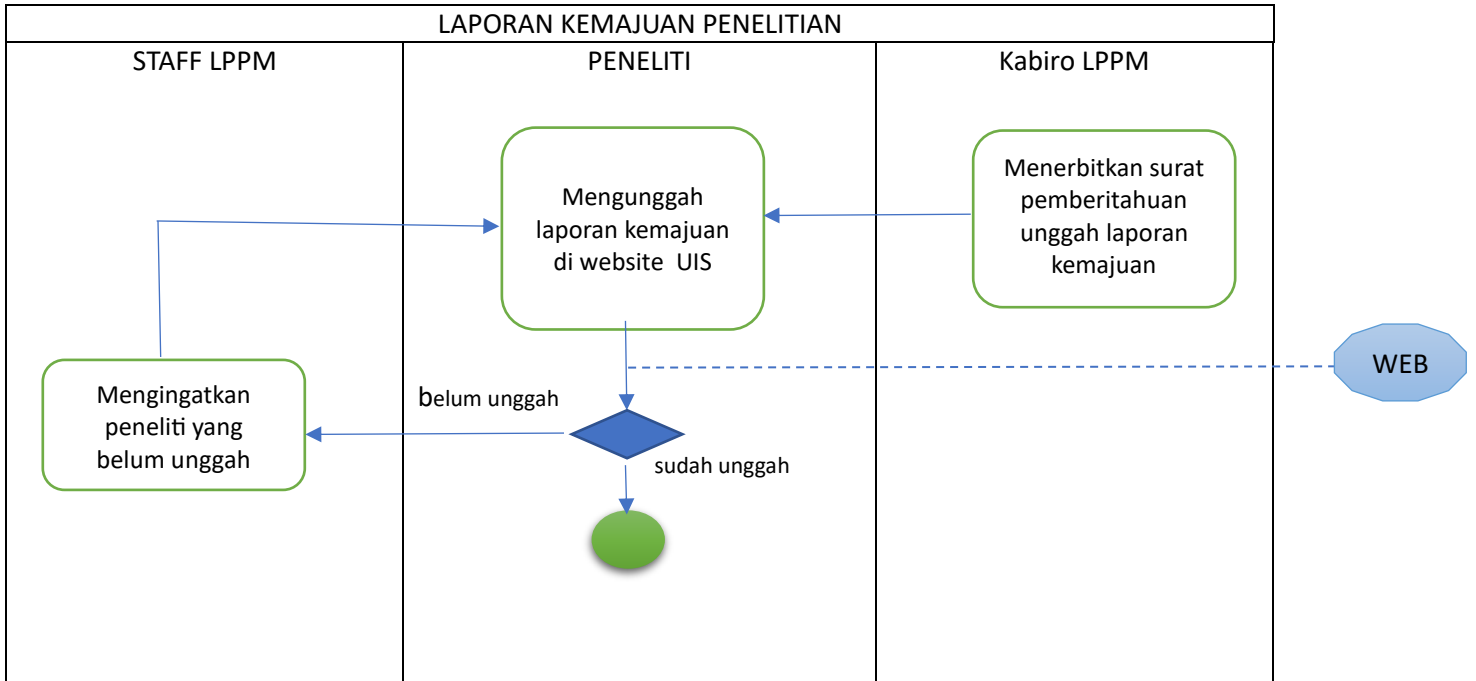 LAPORAN KEMAJUAN PENELITIAN
STAFF LPPM
PENELITI
Kabiro LPPM
Mengunggah
laporan kemajuan
di website UIS
Menerbitkan surat
pemberitahuan
unggah laporan
kemajuan
WEB
Mengingatkan
peneliti yang
belum unggah
belum unggah
sudah unggah